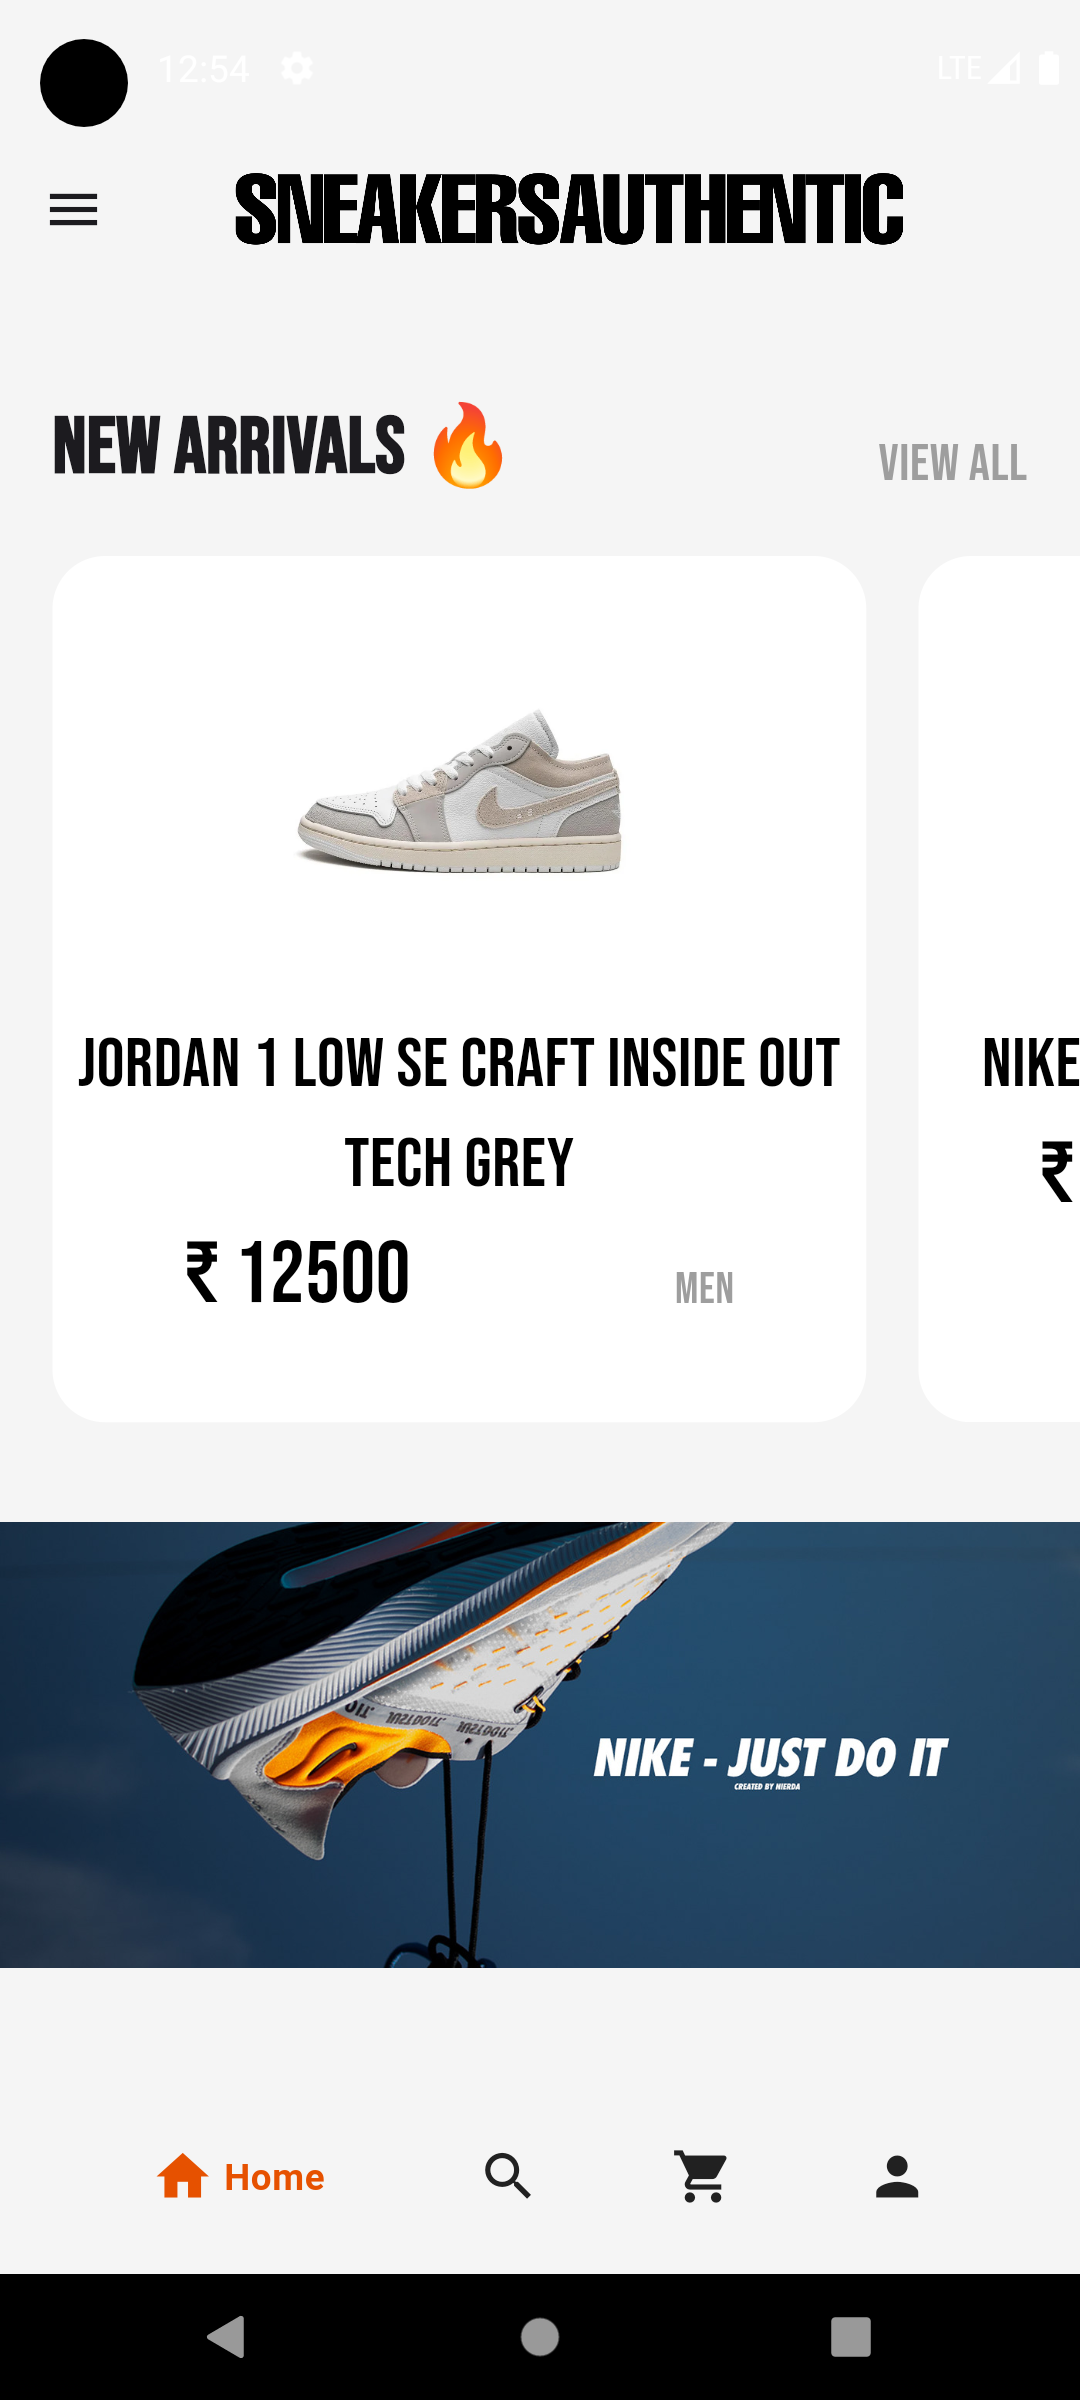 12:54
LTE
SNEAKERSAUTHENTIC
NEW ARRIVALS 🔥
VIEW ALL
JORDAN 1 LOW SE CRAFT INSIDE OUT
TECH GREY
₹ 12500
MEN
NIKE
₹
NIKE - JUST DO IT
CREATED BY NIERDA
Home